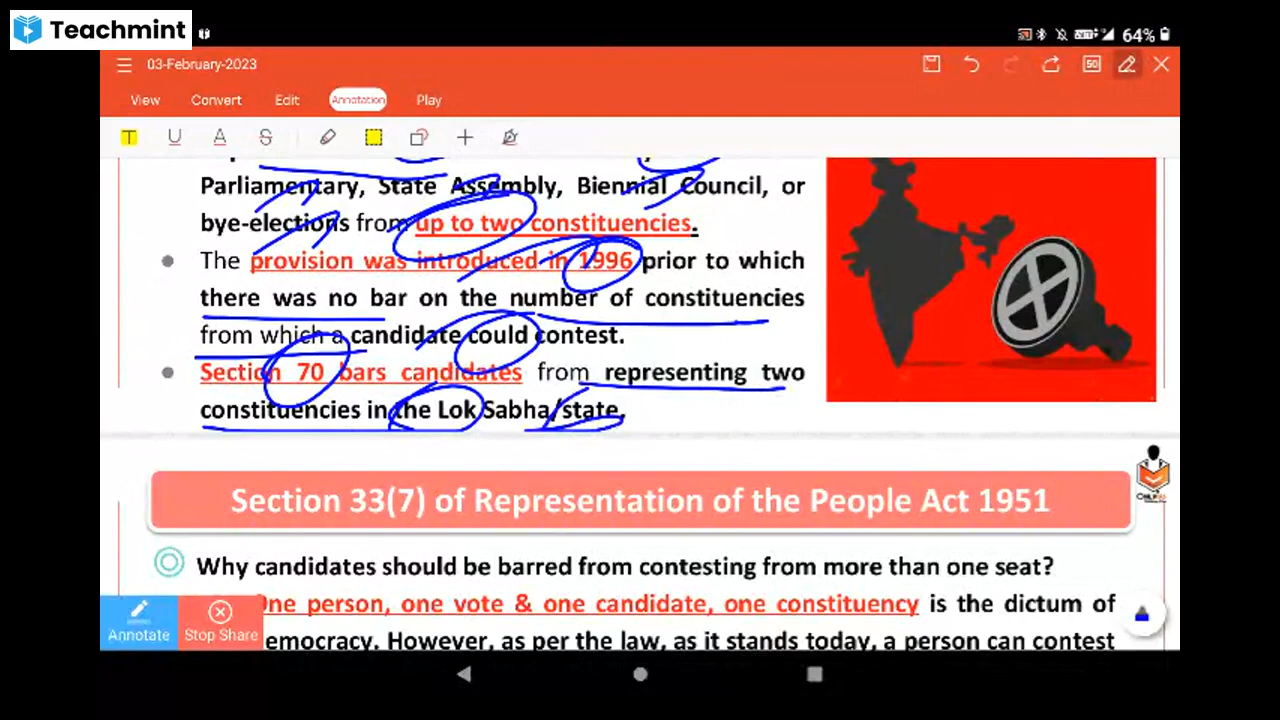 Teachmint
64%
03-February-2023
50
View Convert Edit Annotation Play
T U A S
Parliamentary, State Assembly, Biennial Council, or
bye-elections from up to two constituencies.
The provision was introduced in 1996 prior to which
there was no bar on the number of constituencies
from which a candidate could contest.
Section 70 bars candidates from representing two
constituencies in the Lok Sabha/state.
Section 33(7) of Representation of the People Act 1951
Why candidates should be barred from contesting from more than one seat?
One person, one vote & one candidate, one constituency is the dictum of
emocracy. However, as per the law, as it stands today, a person can contest
Annotate Stop Share